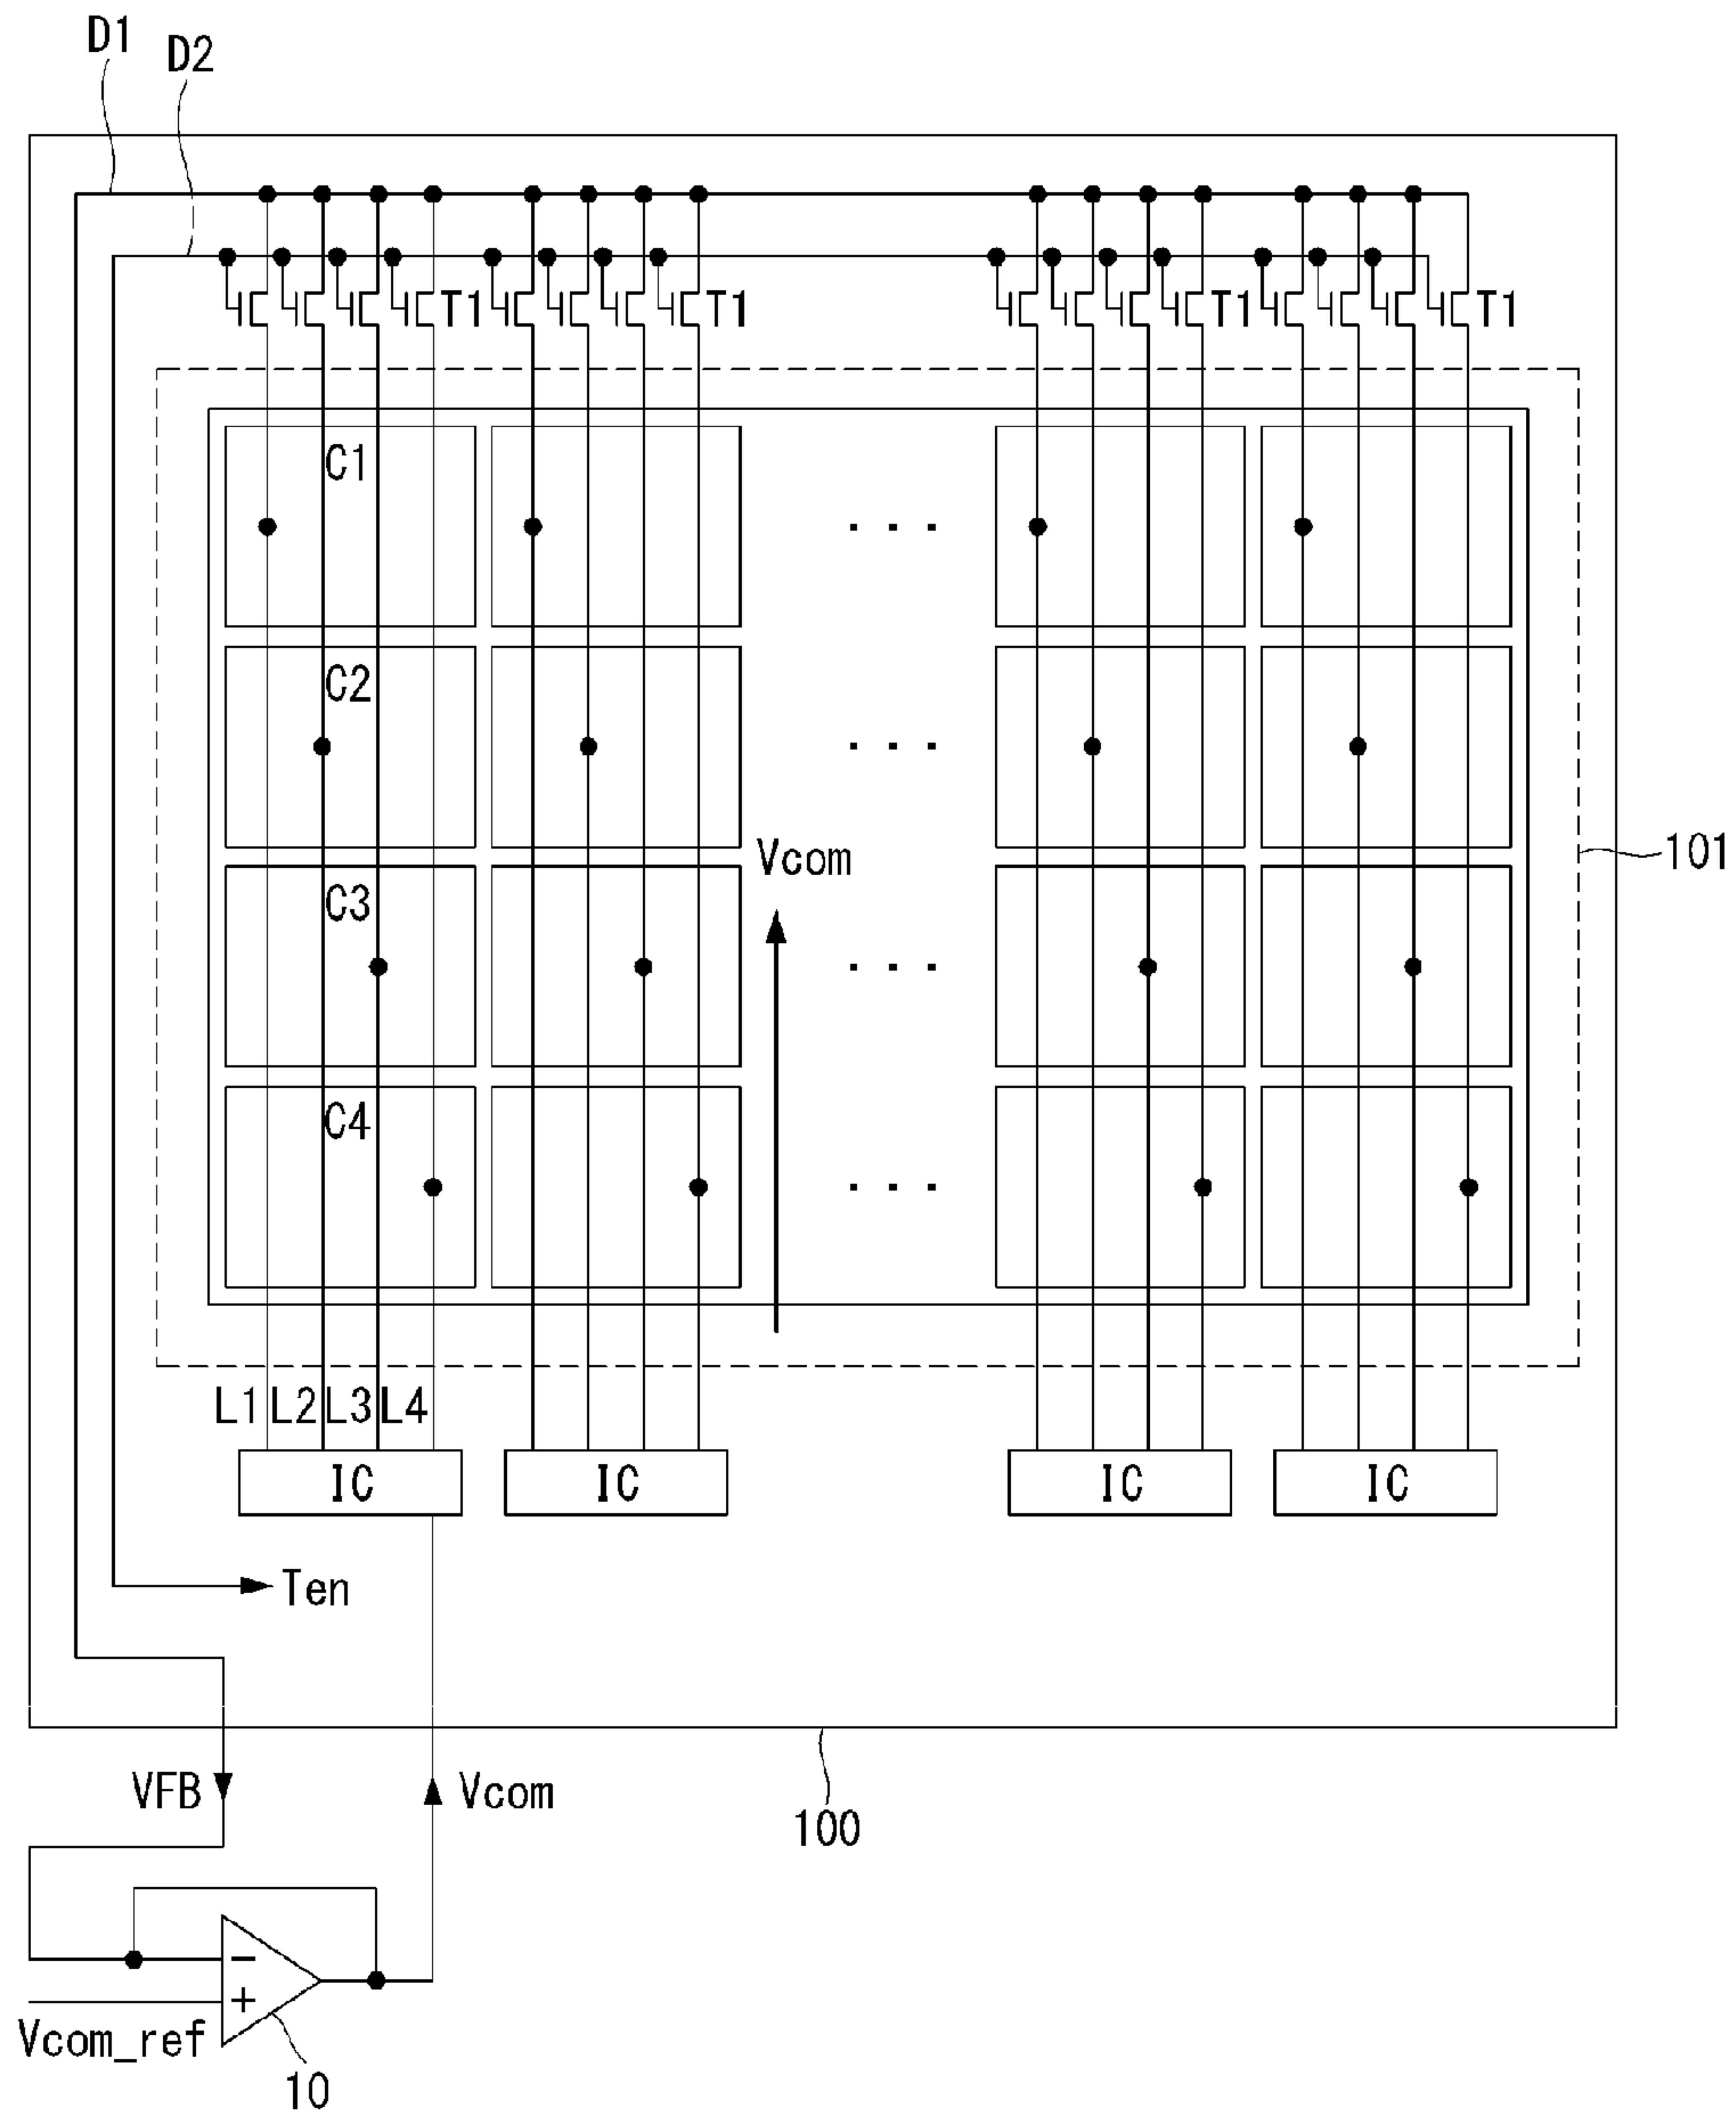 D1
D2
T1 T1 T1 T1
C1
C2
Vcom
101
C3
C4
L1 L2 L3 L4
IC IC IC IC
Ten
VFB Vcom
100
−
+
Vcom_ref
10